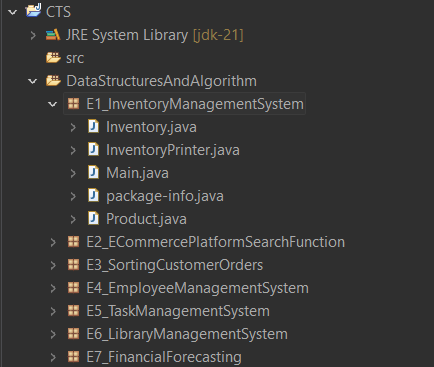 CTS
JRE System Library [jdk-21]
src
DataStructuresAndAlgorithm
E1_InventoryManagementSystem
Inventory.java
InventoryPrinter.java
Main.java
package-info.java
Product.java
E2_ECommercePlatformSearchFunction
E3_SortingCustomerOrders
E4_EmployeeManagementSystem
E5_TaskManagementSystem
E6_LibraryManagementSystem
E7_FinancialForecasting